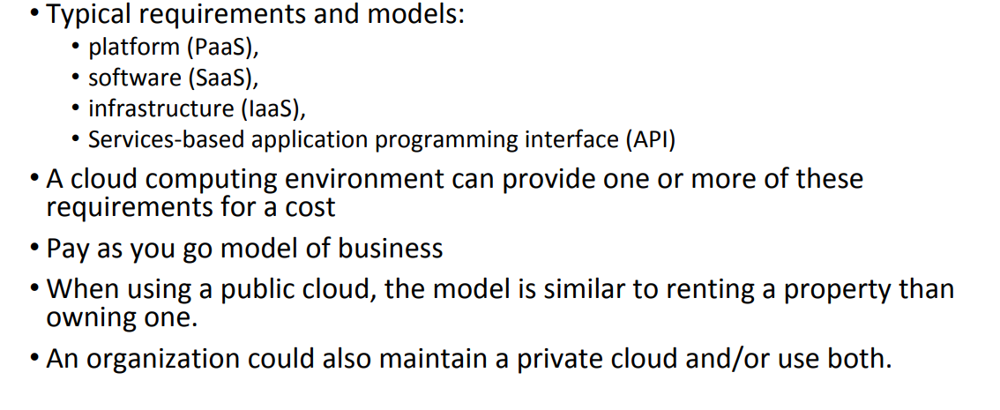 • Typical requirements and models:
• platform (PaaS),
• software (SaaS),
• infrastructure (IaaS),
• Services-based application programming interface (API)
• A cloud computing environment can provide one or more of these
requirements for a cost
• Pay as you go model of business
• When using a public cloud, the model is similar to renting a property than
owning one.
• An organization could also maintain a private cloud and/or use both.